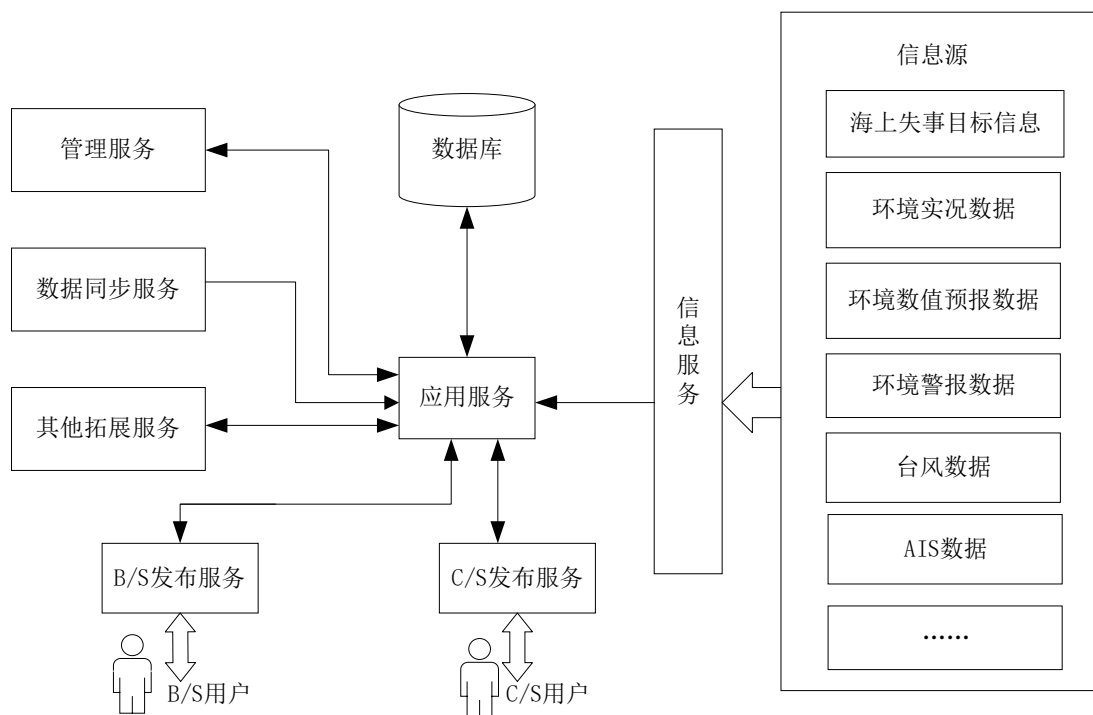 管理服务
数据同步服务
其他拓展服务
数据库
应用服务
B/S发布服务
C/S发布服务
B/S用户
C/S用户
信息服务
信息源
海上失事目标信息
环境实况数据
环境数值预报数据
环境警报数据
台风数据
AIS数据
……